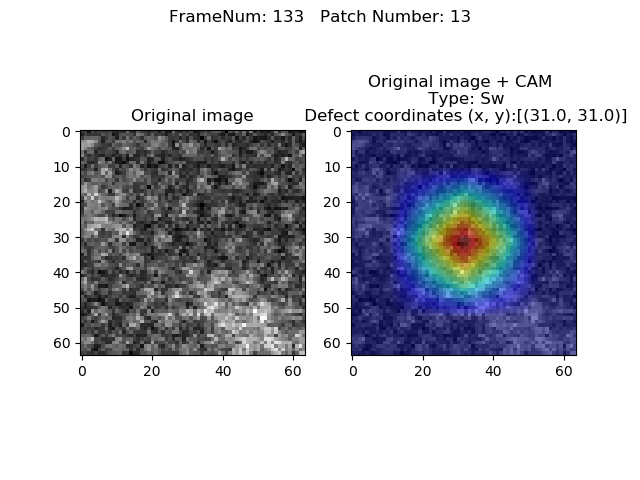 FrameNum: 133   Patch Number: 13
Original image
Original image + CAM
Type: Sw
Defect coordinates (x, y):[(31.0, 31.0)]
0
10
20
30
40
50
60
0 20 40 60
0
10
20
30
40
50
60
0 20 40 60